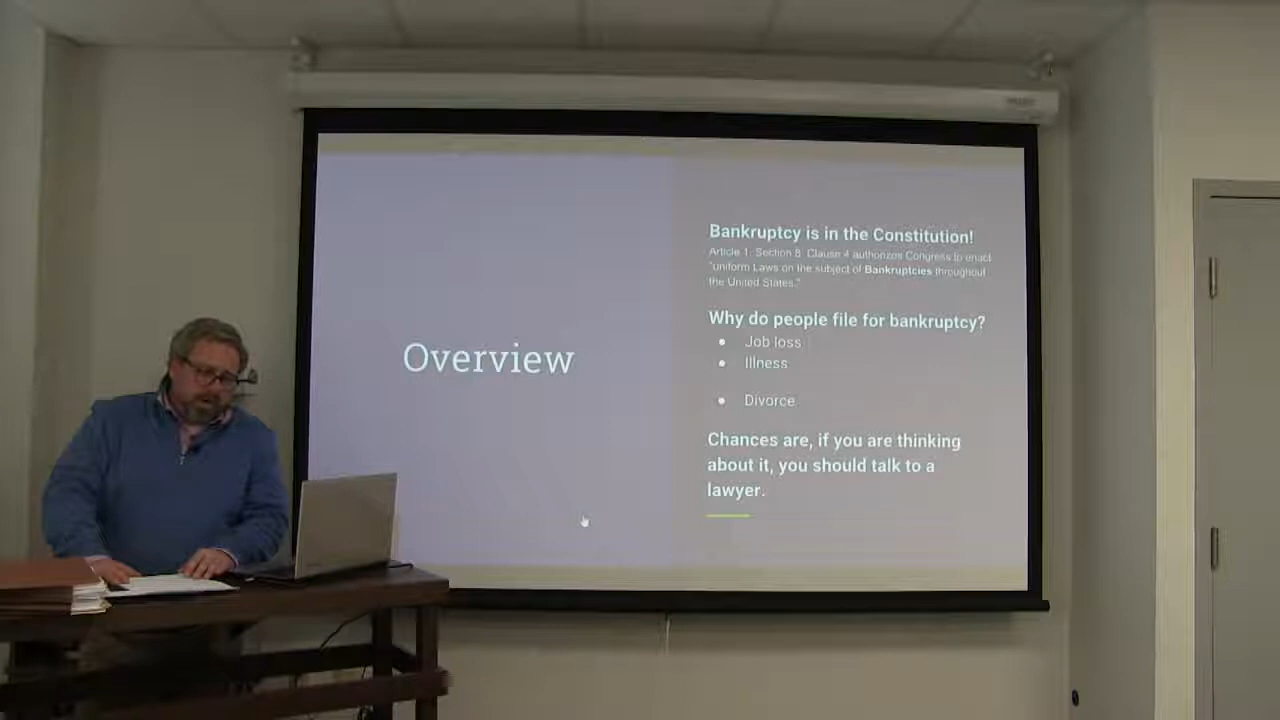 Overview
Bankruptcy is in the Constitution!
Article 1, Section 8, Clause 4 authorizes Congress to enact
"uniform Laws on the subject of Bankruptcies throughout
the United States."
Why do people file for bankruptcy?
● Job loss
● Illness
● Divorce
Chances are, if you are thinking
about it, you should talk to a
lawyer.